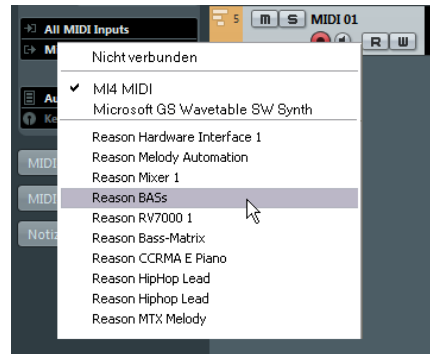 All MIDI Inputs
5 m S MIDI 01
R W
Nicht verbunden
MI4 MIDI
Microsoft GS Wavetable SW Synth
Reason Hardware Interface 1
Reason Melody Automation
MIDI
Reason Mixer 1
MIDI
Reason BASs
Reason RV7000 1
Notiz
Reason Bass-Matrix
Reason CCRMA E Piano
Reason HipHop Lead
Reason Hiphop Lead
Reason MTX Melody